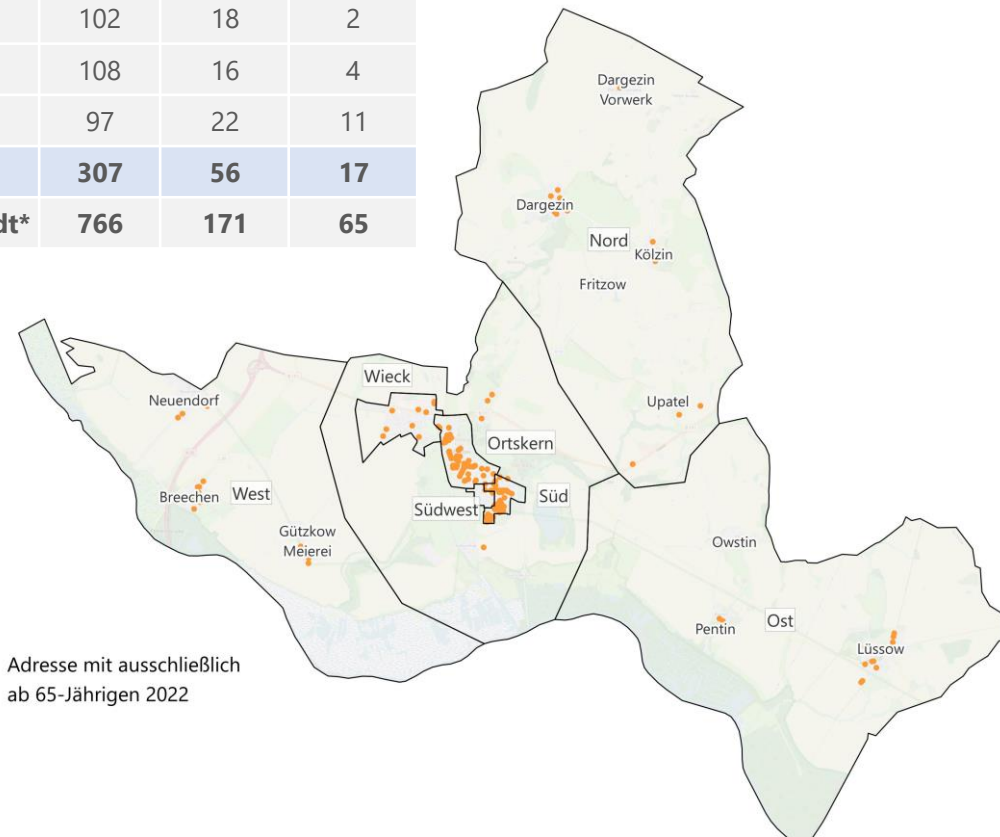 102 18 2
108 16 4
97 22 11
307 56 17
dt* 766 171 65
Dargezin
Vorwerk
Dargezin
Nord
Kölzin
Fritzow
Wieck
Neuendorf
Upatel
Ortskern
Breechen
West
Südwest
Süd
Gützkow
Meierei
Owstin
Pentin
Ost
Lüssow
Adresse mit ausschließlich
ab 65-Jährigen 2022